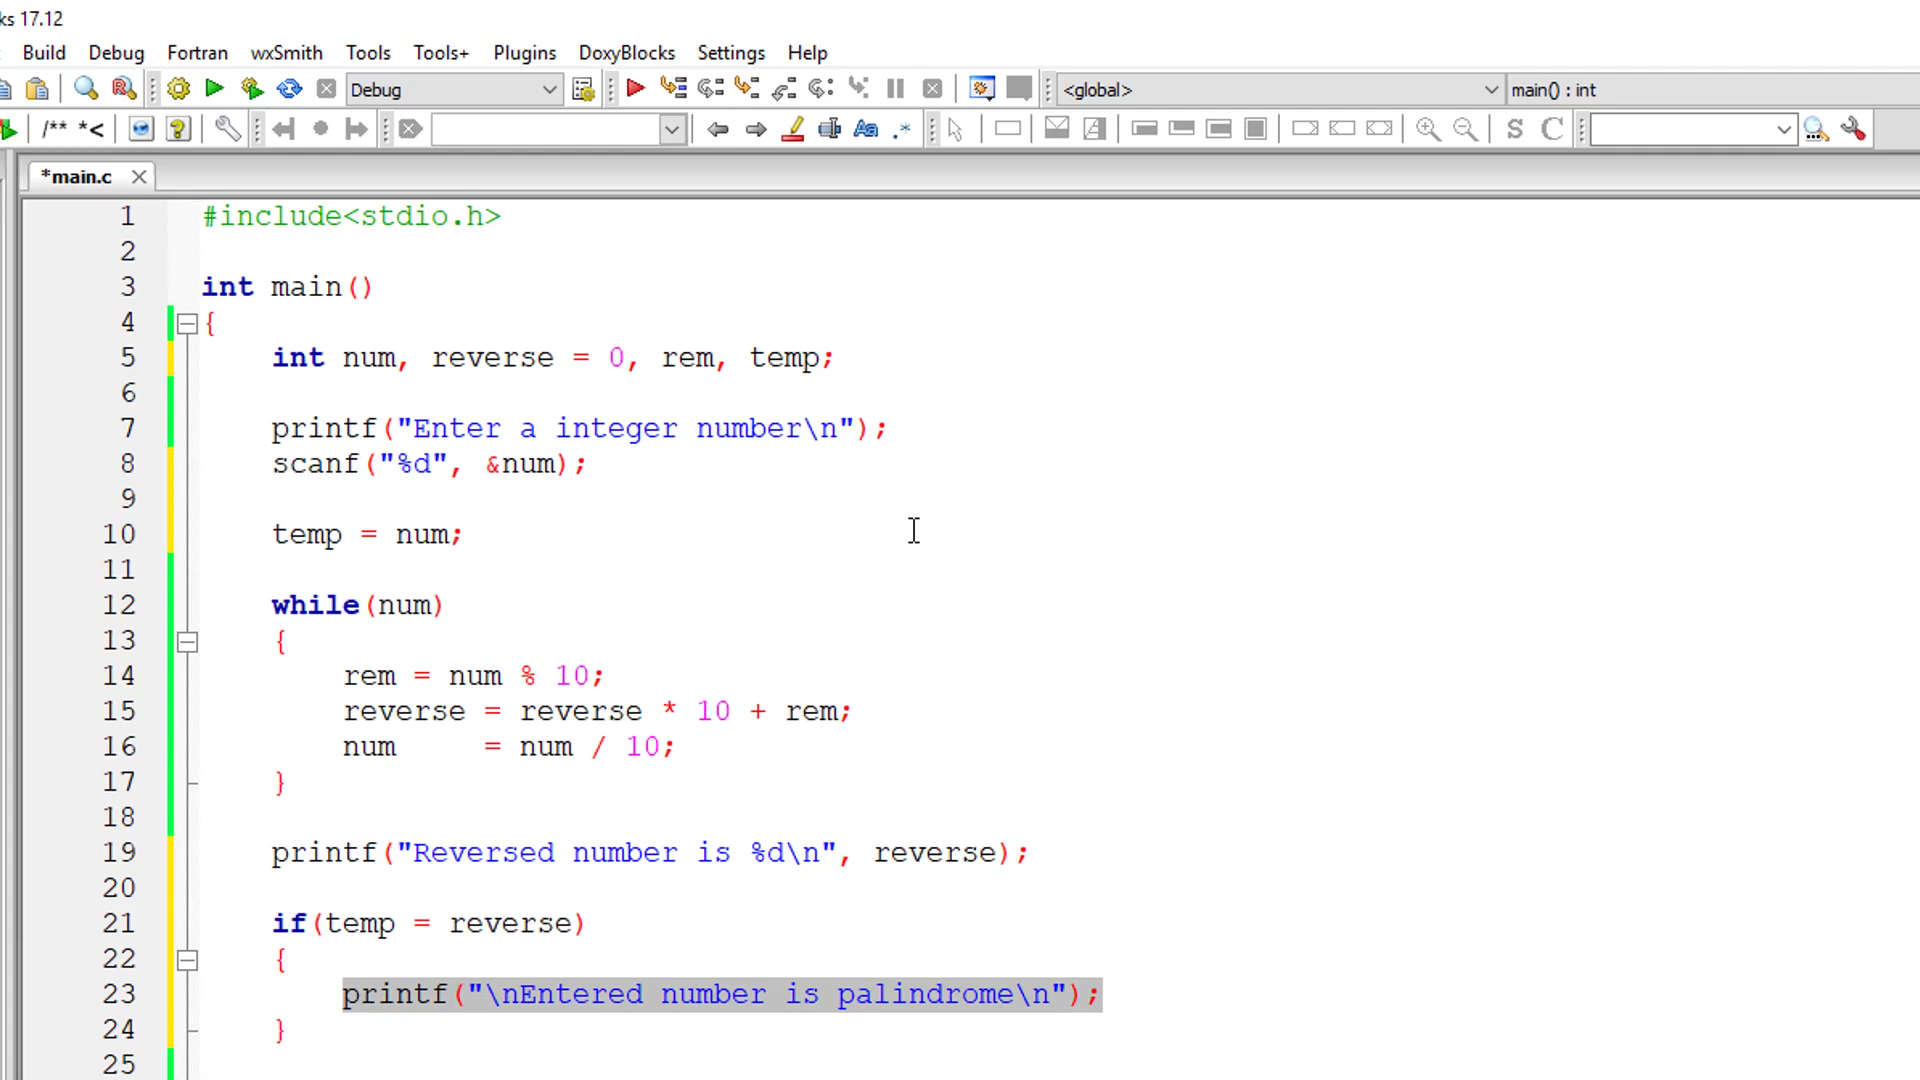 ks 17.12
Build Debug Fortran wxSmith Tools Tools+ Plugins DoxyBlocks Settings Help
Debug <global> main() : int
/** *< Aa .* S C
*main.c
1 #include<stdio.h>
2
3 int main()
4 {
5 int num, reverse = 0, rem, temp;
6
7 printf("Enter a integer number\n");
8 scanf("%d", &num);
9
10 temp = num;
11
12 while(num)
13 {
14 rem = num % 10;
15 reverse = reverse * 10 + rem;
16 num     = num / 10;
17 }
18
19 printf("Reversed number is %d\n", reverse);
20
21 if(temp = reverse)
22 {
23 printf("\nEntered number is palindrome\n");
24 }
25